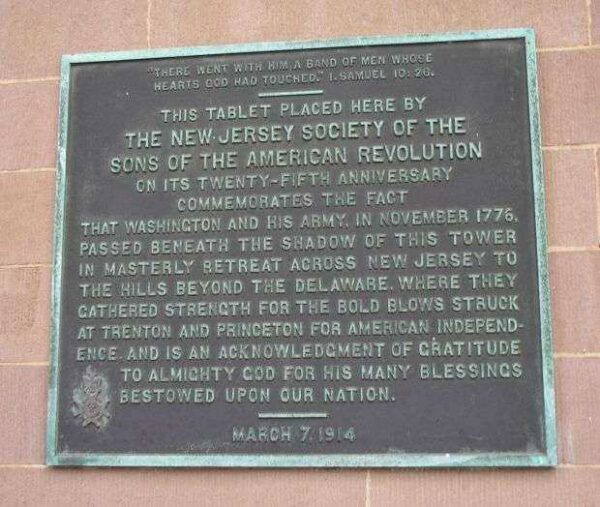 "THERE WENT WITH HIM, A BAND OF MEN WHOSE
HEARTS GOD HAD TOUCHED." I. SAMUEL 10: 26.
THIS TABLET PLACED HERE BY
THE NEW JERSEY SOCIETY OF THE
SONS OF THE AMERICAN REVOLUTION
ON ITS TWENTY-FIFTH ANNIVERSARY
COMMEMORATES THE FACT
THAT WASHINGTON AND HIS ARMY, IN NOVEMBER 1776,
PASSED BENEATH THE SHADOW OF THIS TOWER
IN MASTERLY RETREAT ACROSS NEW JERSEY TO
THE HILLS BEYOND THE DELAWARE, WHERE THEY
GATHERED STRENGTH FOR THE BOLD BLOWS STRUCK
AT TRENTON AND PRINCETON FOR AMERICAN INDEPEND-
ENCE, AND IS AN ACKNOWLEDGMENT OF GRATITUDE
TO ALMIGHTY GOD FOR HIS MANY BLESSINGS
BESTOWED UPON OUR NATION.
MARCH 7, 1914